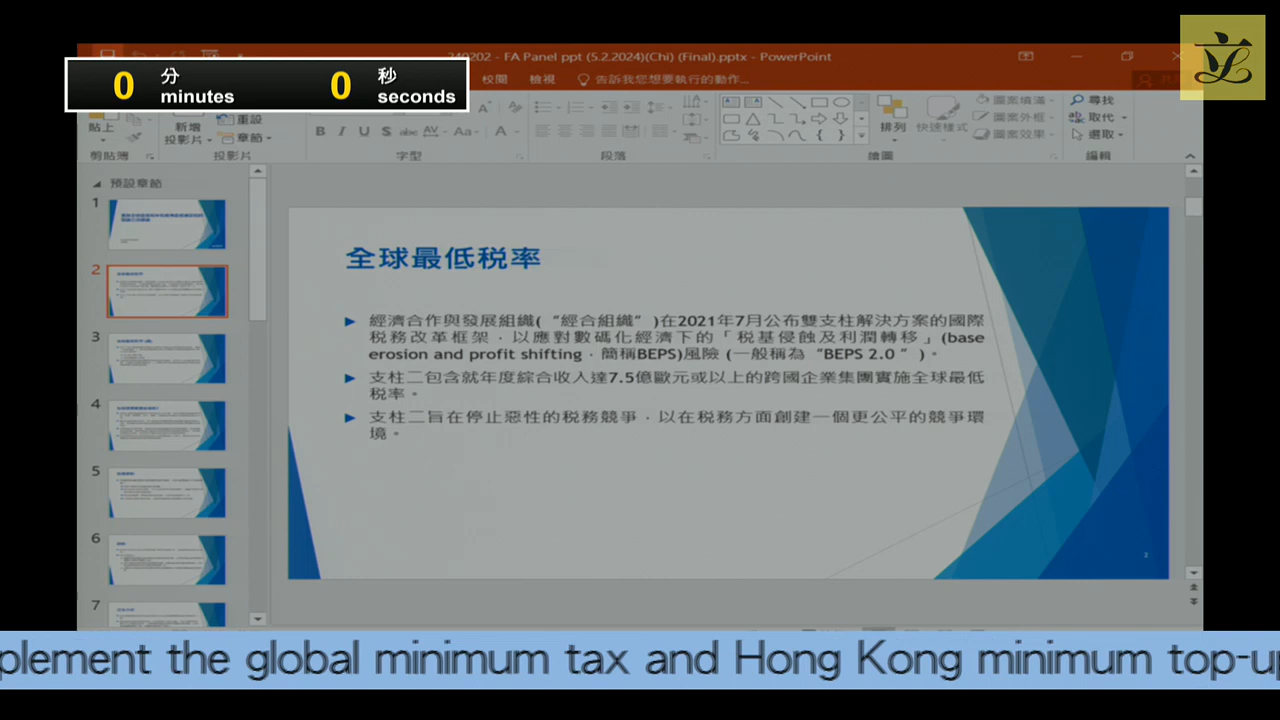 240202 - FA Panel ppt (5.2.2024)(Chi) (Final).pptx - PowerPoint
0 分 minutes 0 秒 seconds
校閱 檢視 告訴我您想要執行的動作...
貼上
新增
投影片
重設
章節
B I U S abc AV Aa A
排列
快速樣式
圖案填滿
圖案外框
圖案效果
尋找
取代
選取
剪貼簿 投影片 字型 段落 繪圖 編輯
預設章節
1
2
3
4
5
6
7
全球最低稅率
經濟合作與發展組織(“經合組織”)在2021年7月公布雙支柱解決方案的國際
稅務改革框架，以應對數碼化經濟下的「稅基侵蝕及利潤轉移」(base
erosion and profit shifting，簡稱BEPS)風險 (一般稱為“BEPS 2.0 ” )。
支柱二包含就年度綜合收入達7.5億歐元或以上的跨國企業集團實施全球最低
稅率。
支柱二旨在停止惡性的稅務競爭，以在稅務方面創建一個更公平的競爭環
境。
2
plement the global minimum tax and Hong Kong minimum top-up
立